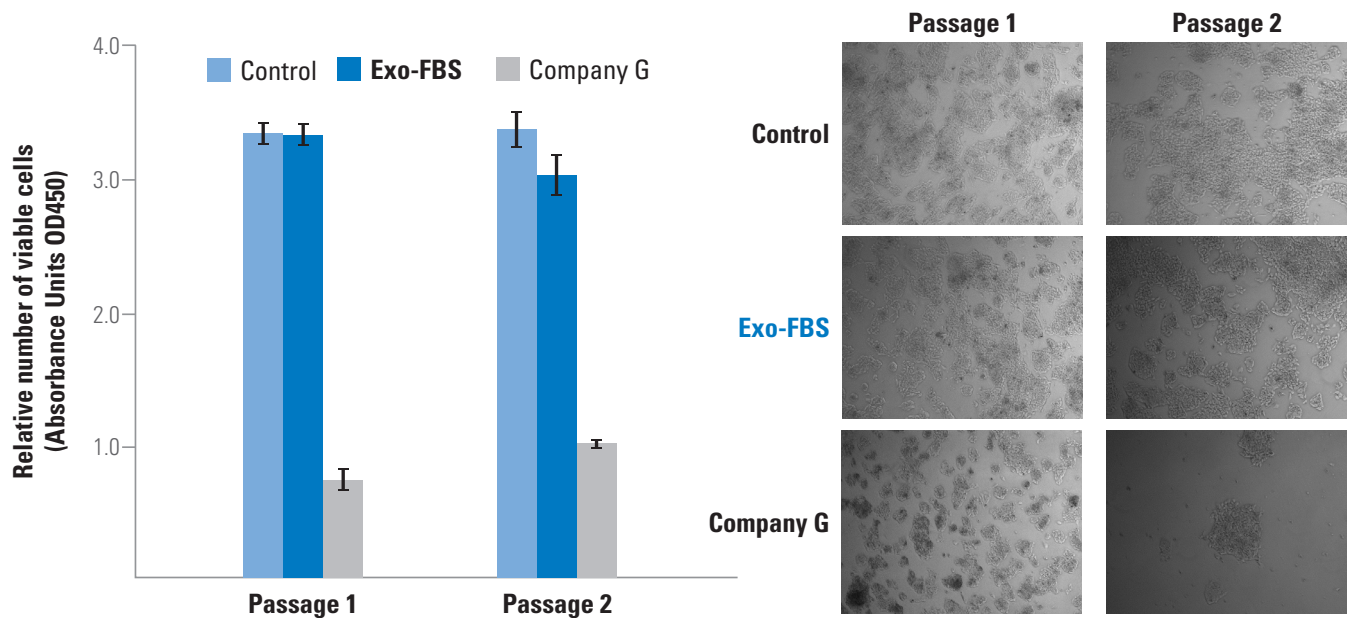 Relative number of viable cells
(Absorbance Units OD450)
4.0
3.0
2.0
1.0
Control
Exo-FBS
Company G
Passage 1
Passage 2
Passage 1
Passage 2
Control
Exo-FBS
Company G